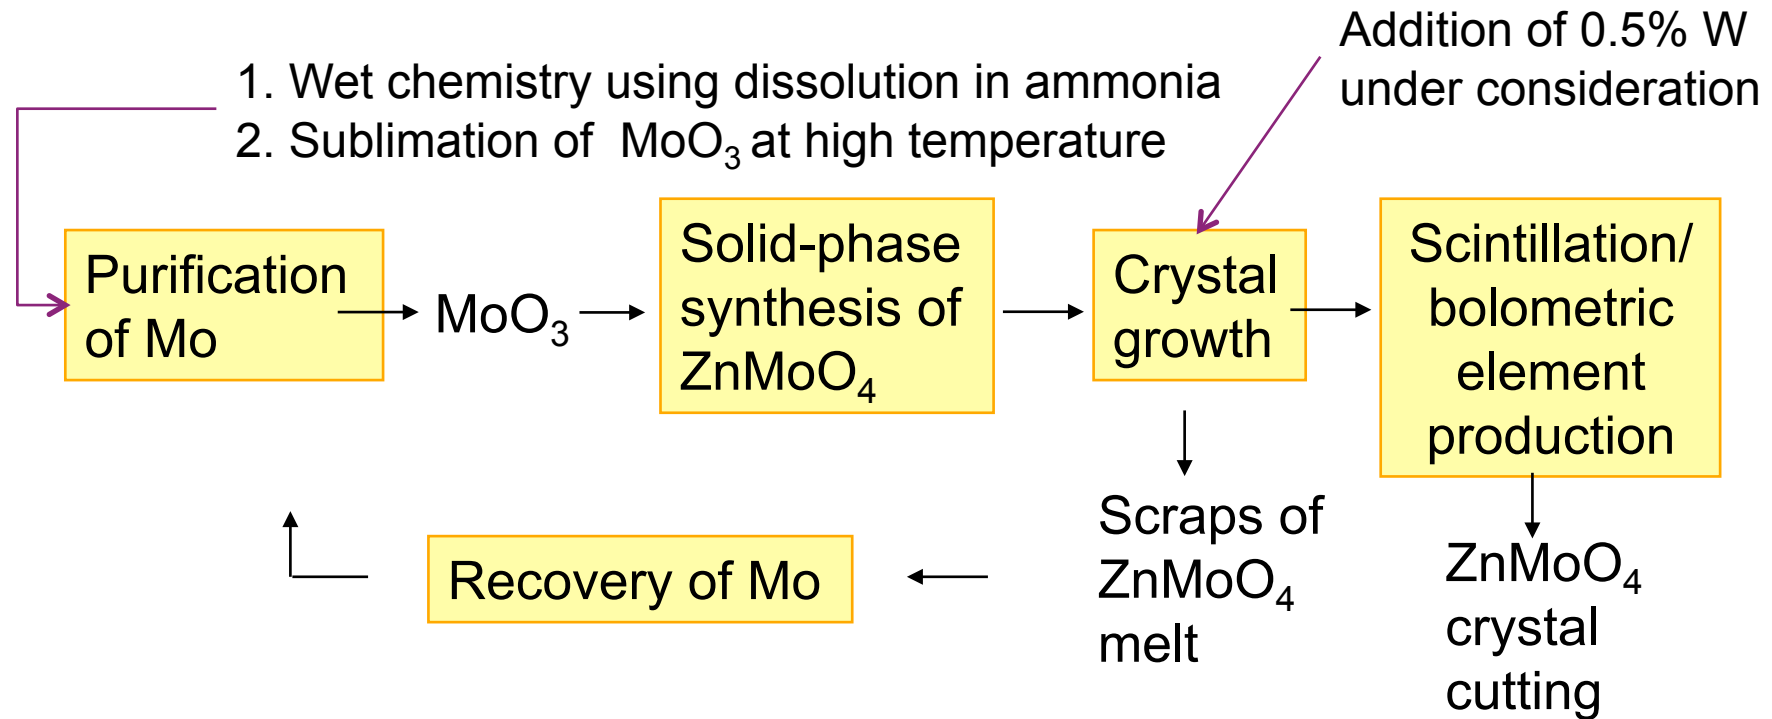 Addition of 0.5% W
under consideration
1. Wet chemistry using dissolution in ammonia
2. Sublimation of MoO₃ at high temperature
Purification
of Mo
MoO₃
Solid-phase
synthesis of
ZnMoO₄
Crystal
growth
Scintillation/
bolometric
element
production
Recovery of Mo
Scraps of
ZnMoO₄
melt
ZnMoO₄
crystal
cutting